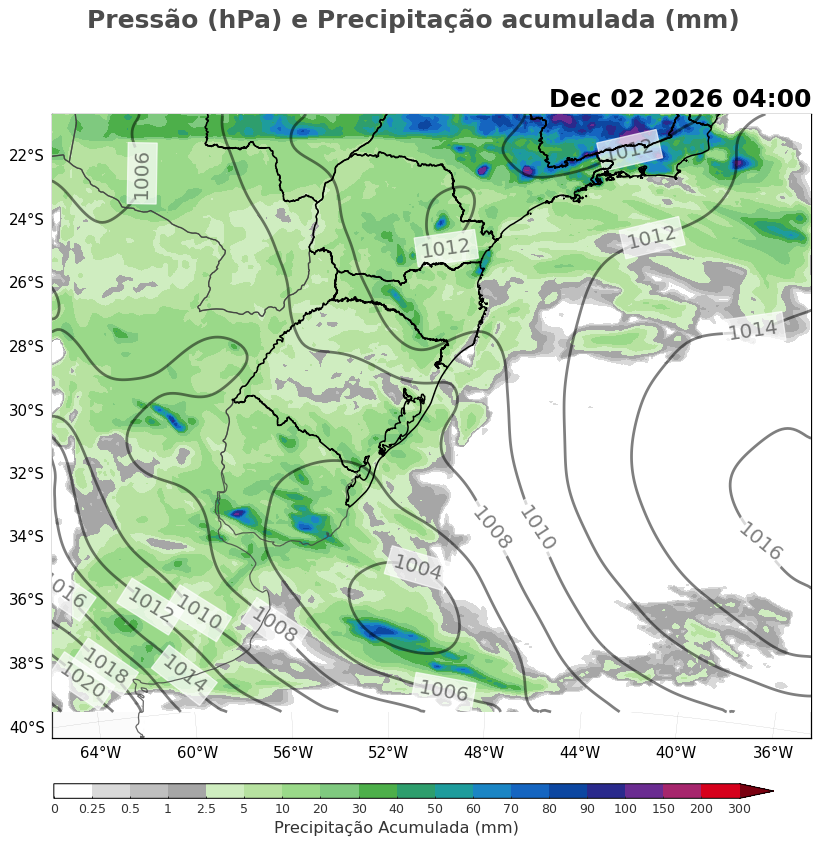 Pressão (hPa) e Precipitação acumulada (mm)
Dec 02 2026 04:00
22°S
24°S
26°S
28°S
30°S
32°S
34°S
36°S
38°S
40°S
1006
1012
1012
1012
1014
1008
1010
1016
1004
1016
1012
1010
1008
1018
1014
1020
1006
64°W 60°W 56°W 52°W 48°W 44°W 40°W 36°W
0 0.25 0.5 1 2.5 5 10 20 30 40 50 60 70 80 90 100 150 200 300
Precipitação Acumulada (mm)